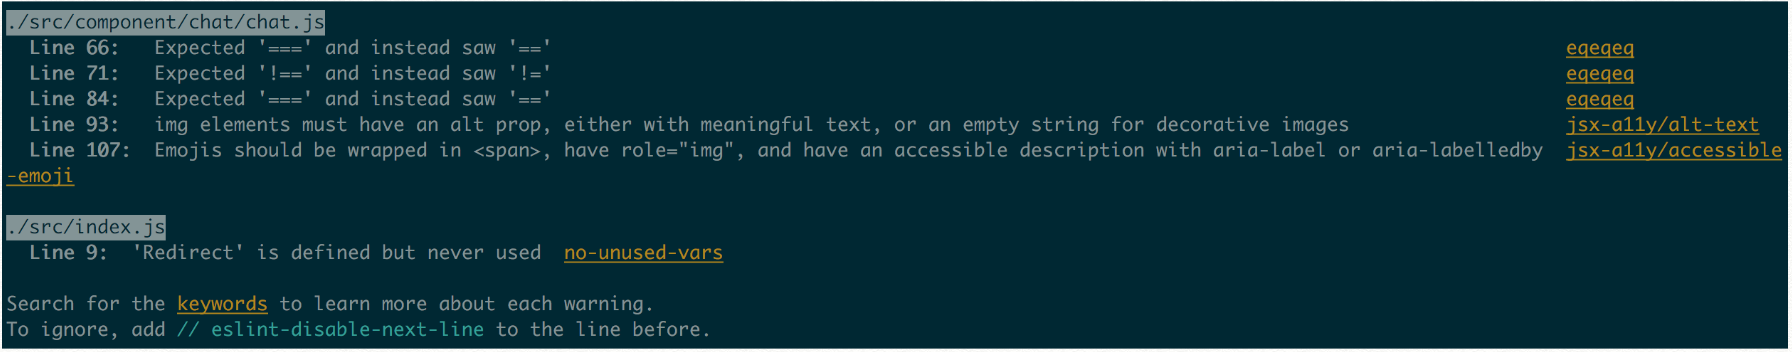 ./src/component/chat/chat.js
Line 66: Expected '===' and instead saw '==' eqeqeq
Line 71: Expected '!==' and instead saw '!=' eqeqeq
Line 84: Expected '===' and instead saw '==' eqeqeq
Line 93: img elements must have an alt prop, either with meaningful text, or an empty string for decorative images jsx-a11y/alt-text
Line 107: Emojis should be wrapped in <span>, have role="img", and have an accessible description with aria-label or aria-labelledby jsx-a11y/accessible
-emoji
./src/index.js
Line 9: 'Redirect' is defined but never used no-unused-vars
Search for the keywords to learn more about each warning.
To ignore, add // eslint-disable-next-line to the line before.